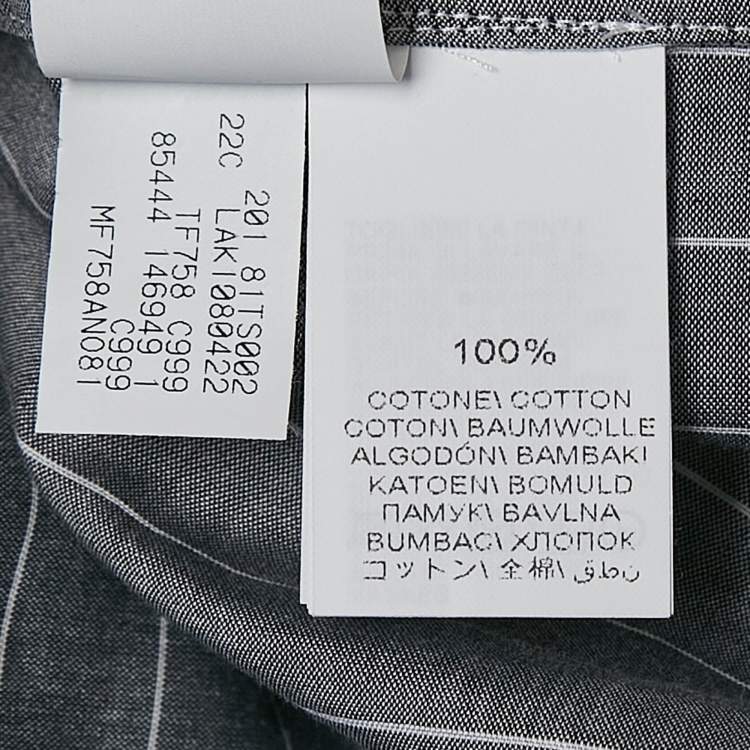 22C
201 81TS002
LAK1080422
TF758 C999
85444 146949 1
C999
MF758AN081
100%
COTONE\ COTTON
COTON\ BAUMWOLLE
ALGODÓN\ BAMBAKI
KATOEN\ BOMULD
ПАМУК\ BAVLNA
BUMBAC\ ХЛОПОК
コットン\ 全棉\ قطن